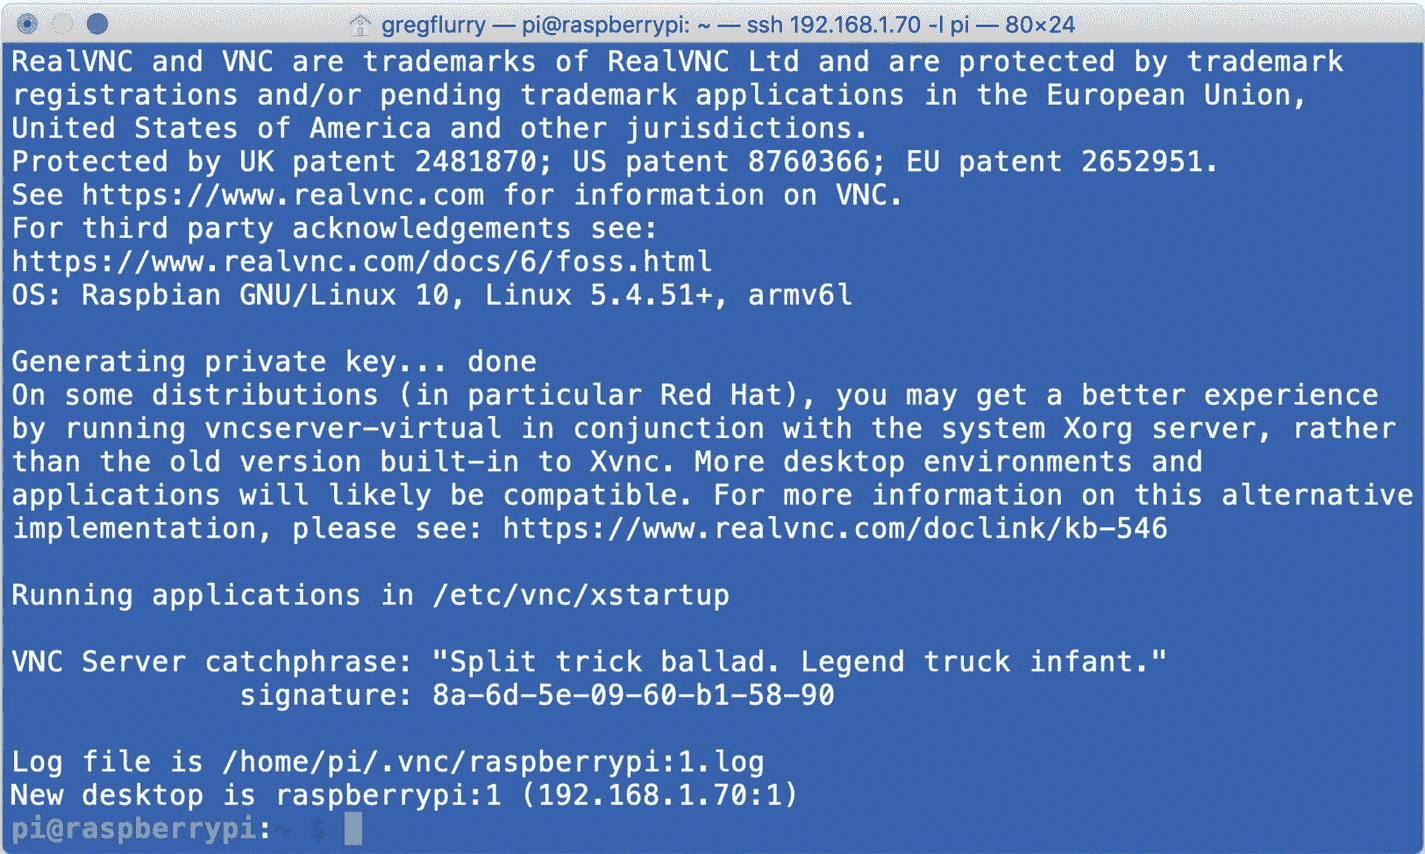 gregflurry — pi@raspberrypi: ~ — ssh 192.168.1.70 -l pi — 80×24
RealVNC and VNC are trademarks of RealVNC Ltd and are protected by trademark
registrations and/or pending trademark applications in the European Union,
United States of America and other jurisdictions.
Protected by UK patent 2481870; US patent 8760366; EU patent 2652951.
See https://www.realvnc.com for information on VNC.
For third party acknowledgements see:
https://www.realvnc.com/docs/6/foss.html
OS: Raspbian GNU/Linux 10, Linux 5.4.51+, armv6l
Generating private key... done
On some distributions (in particular Red Hat), you may get a better experience
by running vncserver-virtual in conjunction with the system Xorg server, rather
than the old version built-in to Xvnc. More desktop environments and
applications will likely be compatible. For more information on this alternative
implementation, please see: https://www.realvnc.com/doclink/kb-546
Running applications in /etc/vnc/xstartup
VNC Server catchphrase: "Split trick ballad. Legend truck infant."
signature: 8a-6d-5e-09-60-b1-58-90
Log file is /home/pi/.vnc/raspberrypi:1.log
New desktop is raspberrypi:1 (192.168.1.70:1)
pi@raspberrypi:~ $